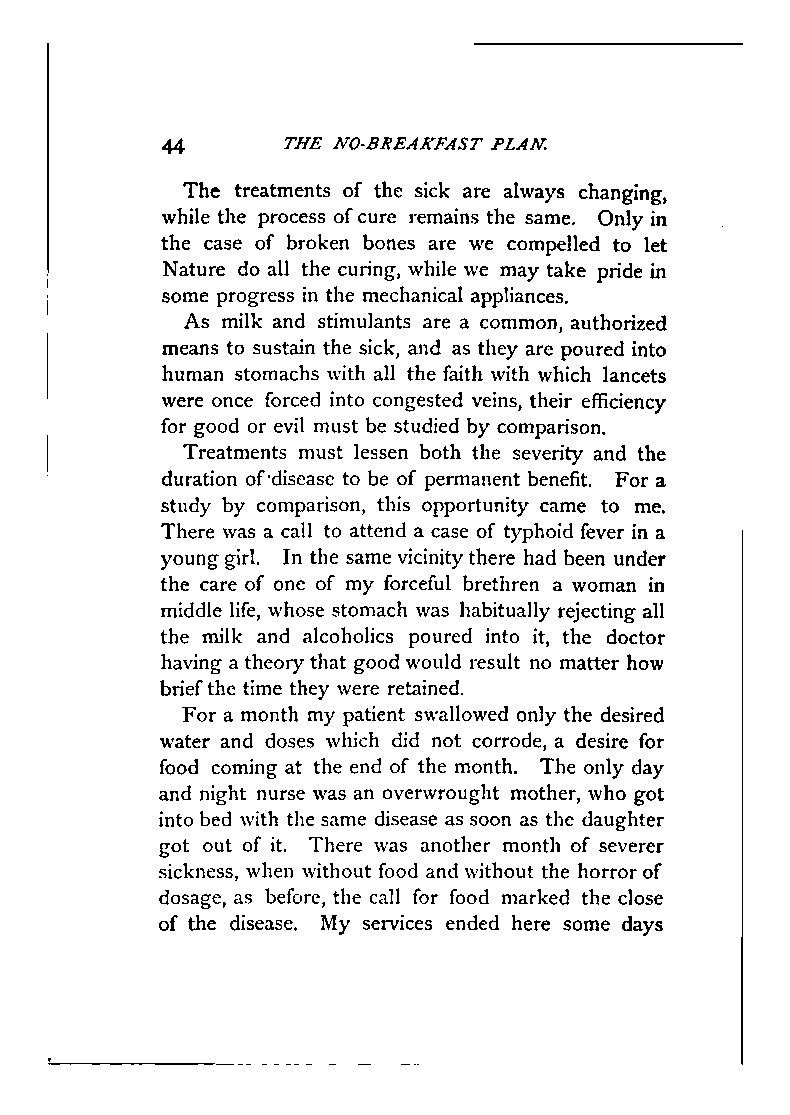 44 THE NO-BREAKFAST PLAN.
The treatments of the sick are always changing,
while the process of cure remains the same. Only in
the case of broken bones are we compelled to let
Nature do all the curing, while we may take pride in
some progress in the mechanical appliances.
As milk and stimulants are a common, authorized
means to sustain the sick, and as they are poured into
human stomachs with all the faith with which lancets
were once forced into congested veins, their efficiency
for good or evil must be studied by comparison.
Treatments must lessen both the severity and the
duration of disease to be of permanent benefit. For a
study by comparison, this opportunity came to me.
There was a call to attend a case of typhoid fever in a
young girl. In the same vicinity there had been under
the care of one of my forceful brethren a woman in
middle life, whose stomach was habitually rejecting all
the milk and alcoholics poured into it, the doctor
having a theory that good would result no matter how
brief the time they were retained.
For a month my patient swallowed only the desired
water and doses which did not corrode, a desire for
food coming at the end of the month. The only day
and night nurse was an overwrought mother, who got
into bed with the same disease as soon as the daughter
got out of it. There was another month of severer
sickness, when without food and without the horror of
dosage, as before, the call for food marked the close
of the disease. My services ended here some days